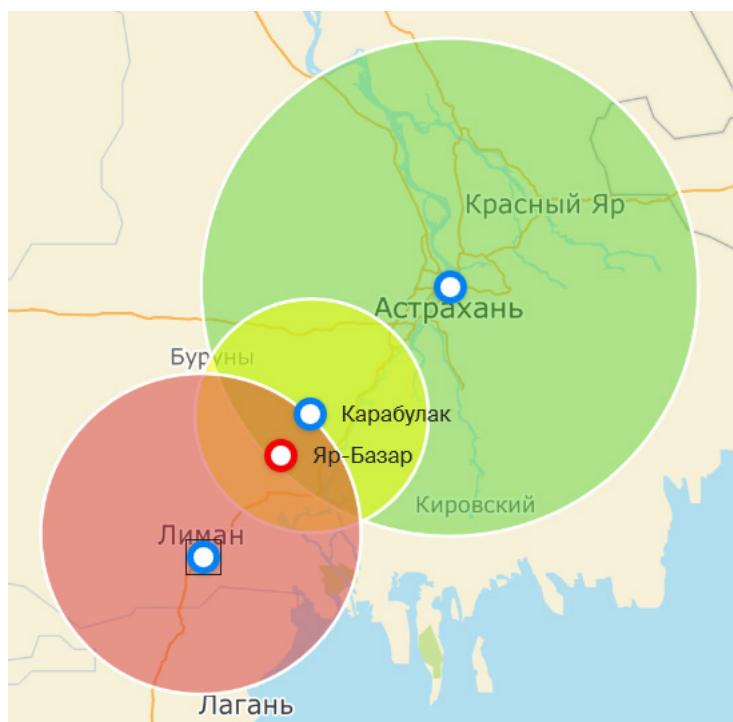 Красный Яр
Астрахань
Буруны
Карабулак
Яр-Базар
Кировский
Лиман
Лагань